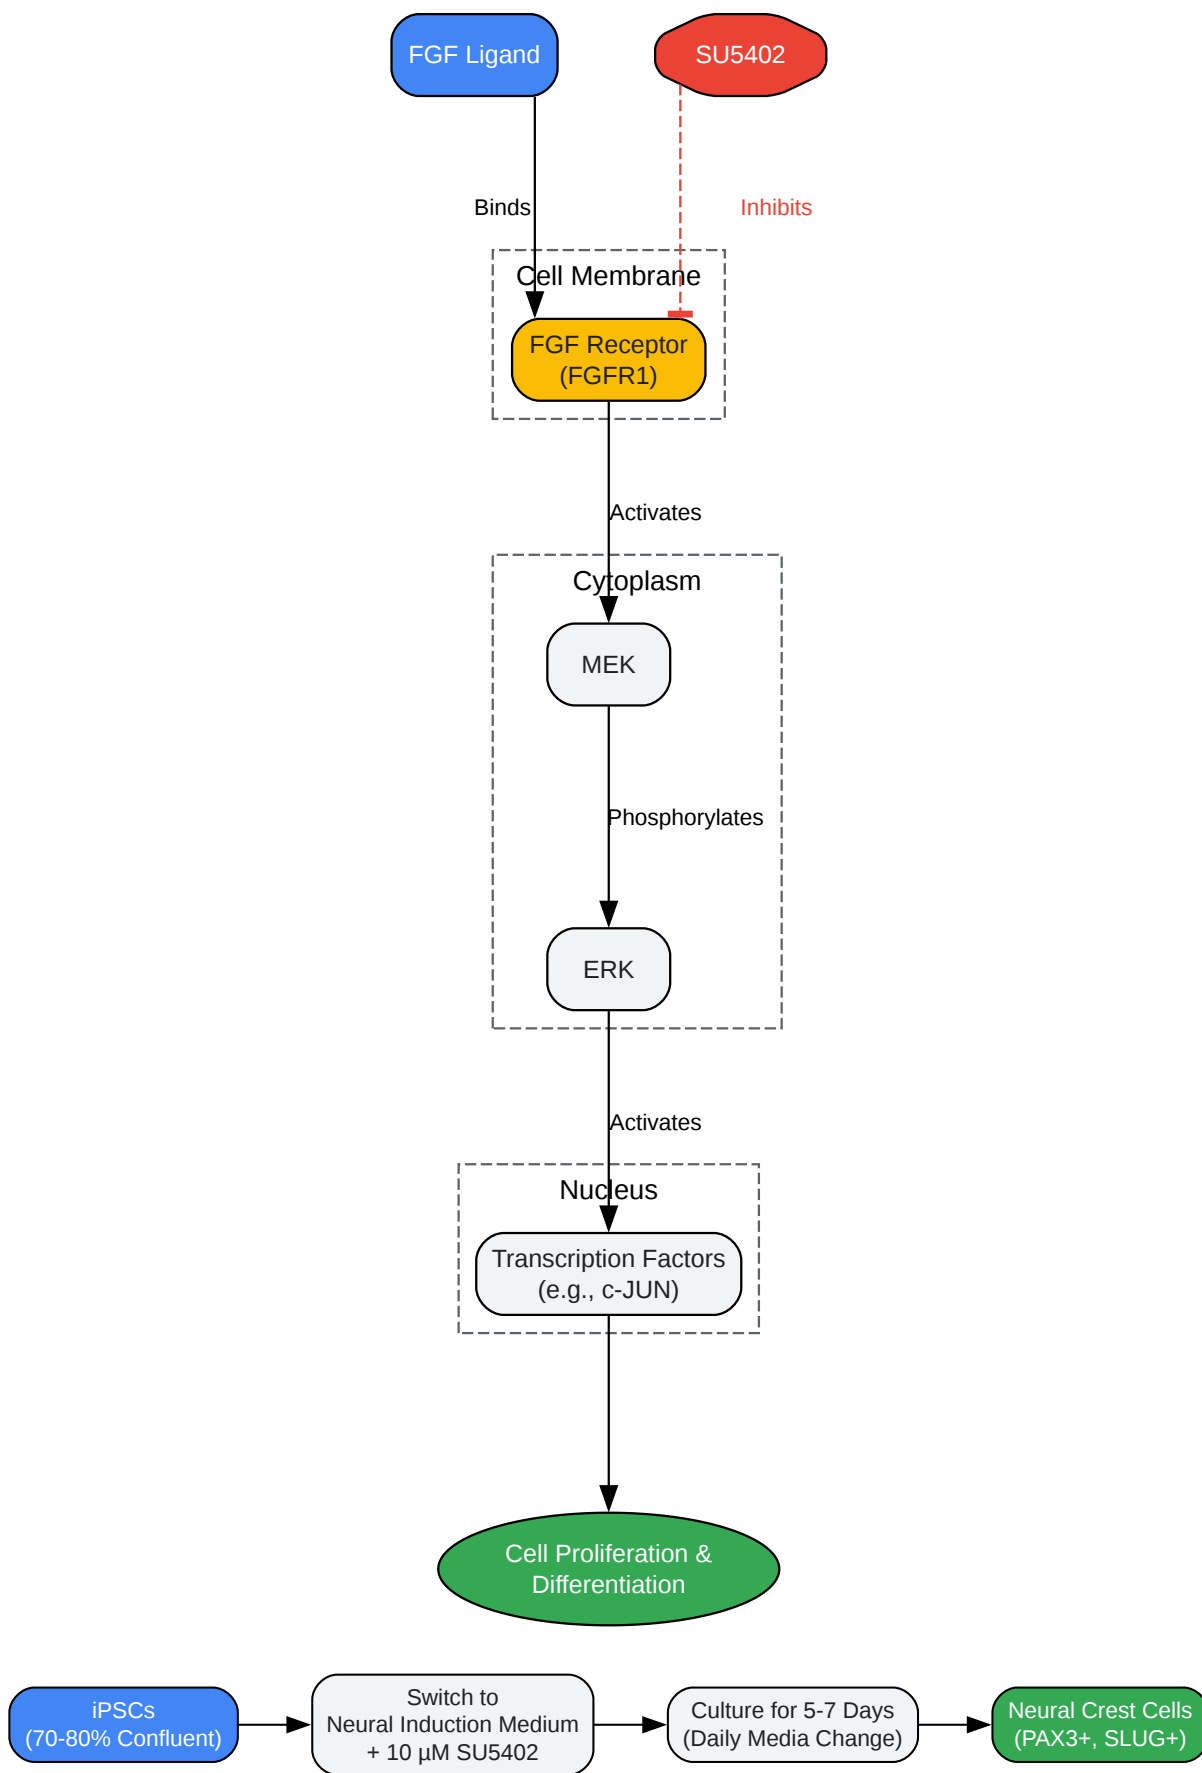 FGF Ligand
SU5402
Binds
Inhibits
Cell Membrane
FGF Receptor
(FGFR1)
Activates
Cytoplasm
MEK
Phosphorylates
ERK
Activates
Nucleus
Transcription Factors
(e.g., c-JUN)
Cell Proliferation &
Differentiation
iPSCs
(70-80% Confluent)
Switch to
Neural Induction Medium
+ 10 µM SU5402
Culture for 5-7 Days
(Daily Media Change)
Neural Crest Cells
(PAX3+, SLUG+)